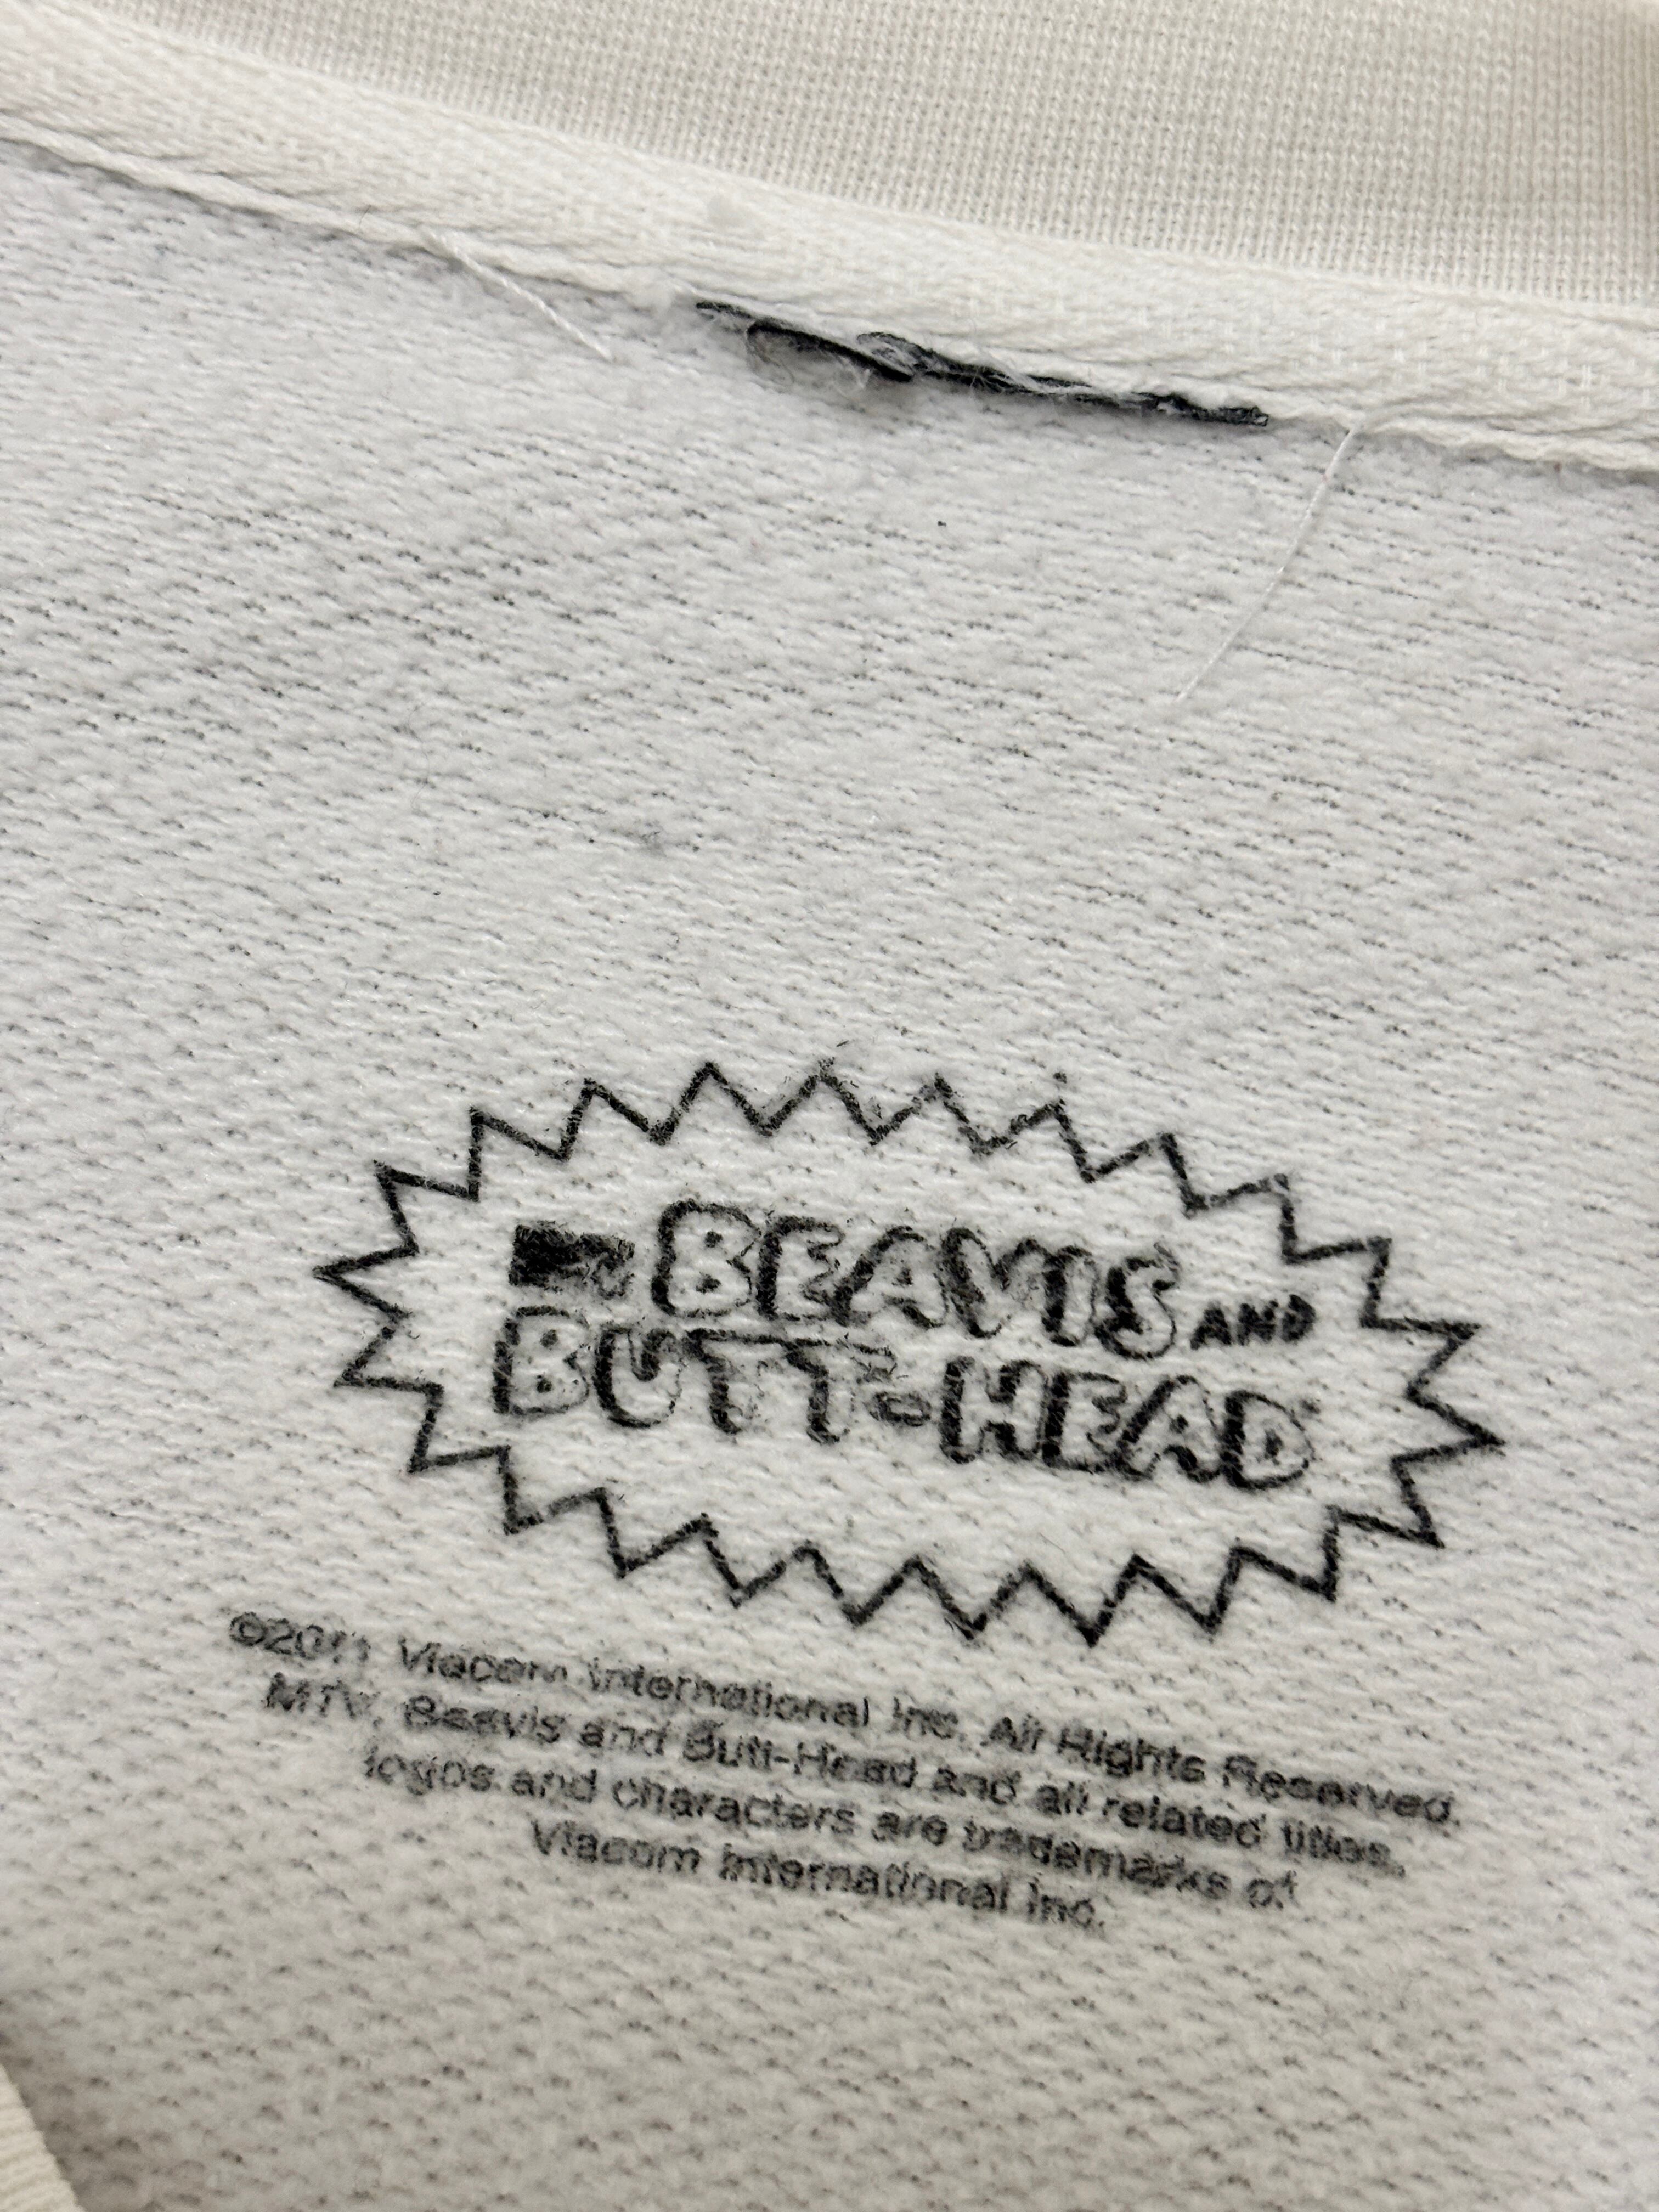 BEAVIS AND
BUTT-HEAD
©2011 Viacom International Inc. All Rights Reserved.
MTV, Beavis and Butt-Head and all related titles,
logos and characters are trademarks of
Viacom International Inc.